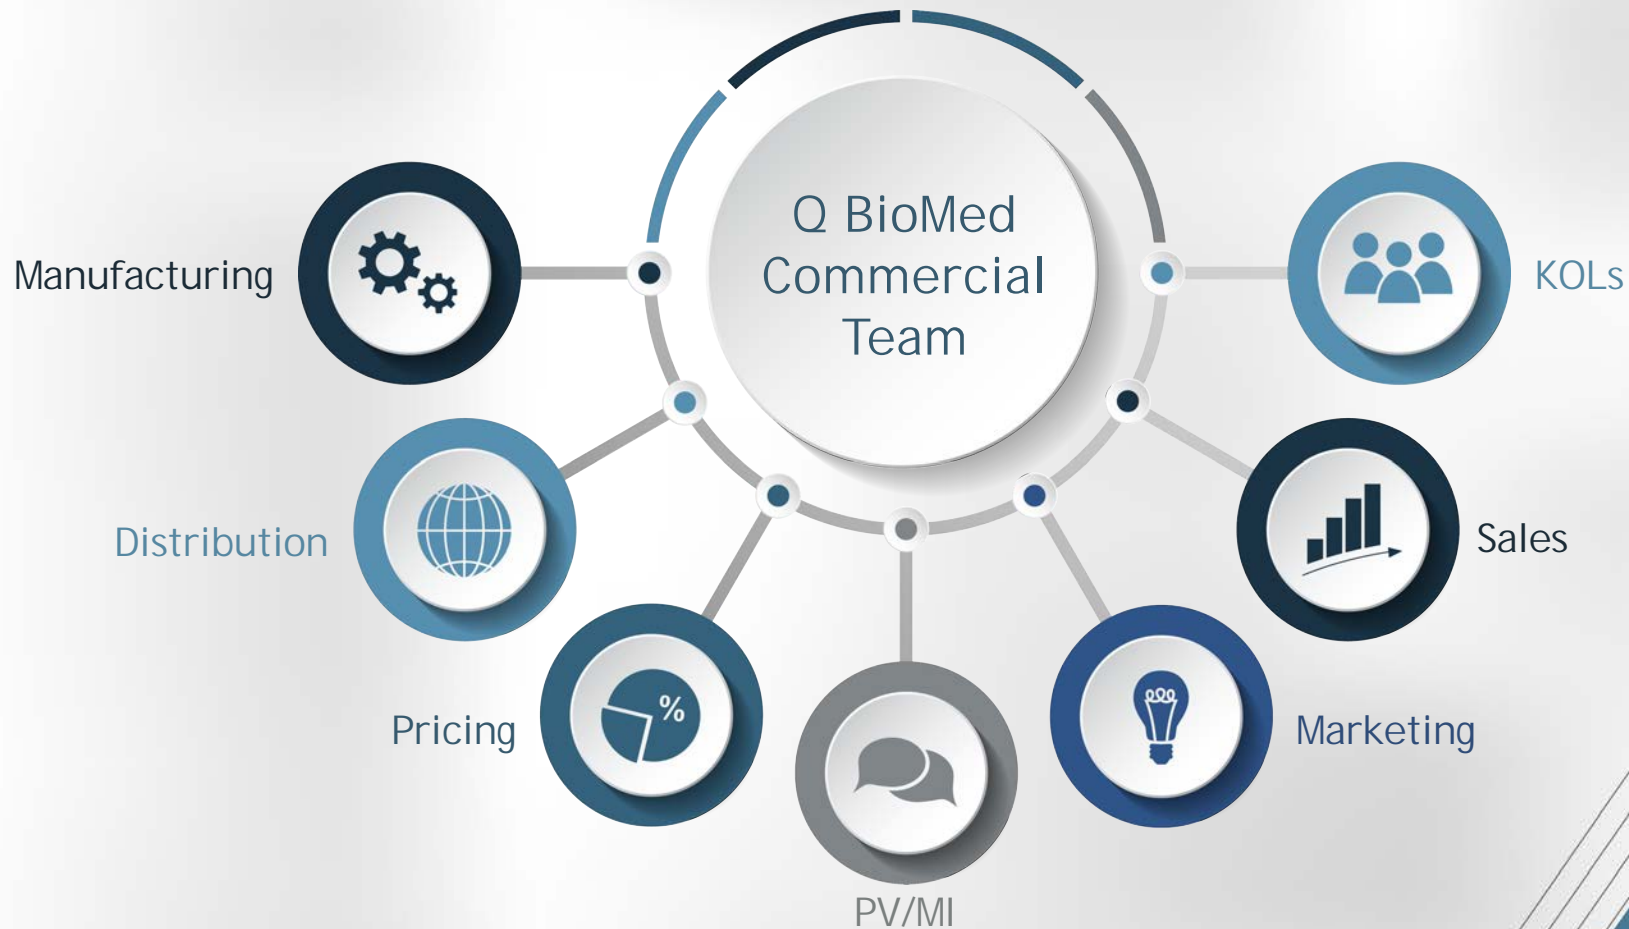 Q BioMed
Commercial
Team
Manufacturing
KOLs
Distribution
Sales
Pricing
%
Marketing
PV/MI